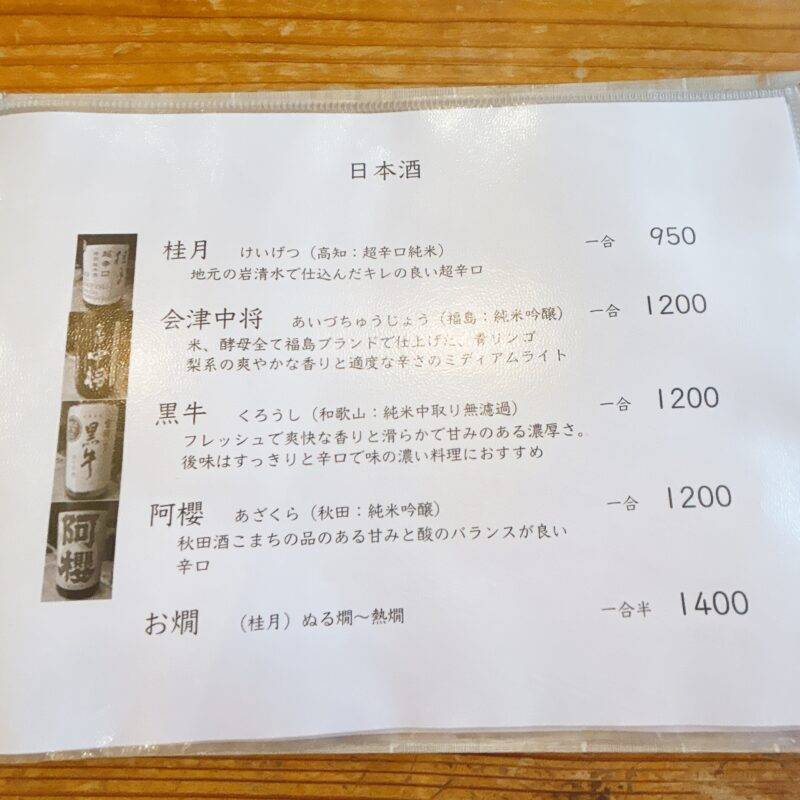 日本酒
桂月 けいげつ（高知：超辛口純米） 一合 950
地元の岩清水で仕込んだキレの良い超辛口
会津中将 あいづちゅうじょう（福島：純米吟醸） 一合 1200
米、酵母全て福島ブランドで仕上げた、青リンゴ
梨系の爽やかな香りと適度な辛さのミディアムライト
黒牛 くろうし（和歌山：純米中取り無濾過） 一合 1200
フレッシュで爽快な香りと滑らかで甘みのある濃厚さ。
後味はすっきりと辛口で味の濃い料理におすすめ
阿櫻 あざくら（秋田：純米吟醸） 一合 1200
秋田酒こまちの品のある甘みと酸のバランスが良い
辛口
お燗 （桂月）ぬる燗～熱燗 一合半 1400
超辛口
桂月
中将
黒牛
阿櫻